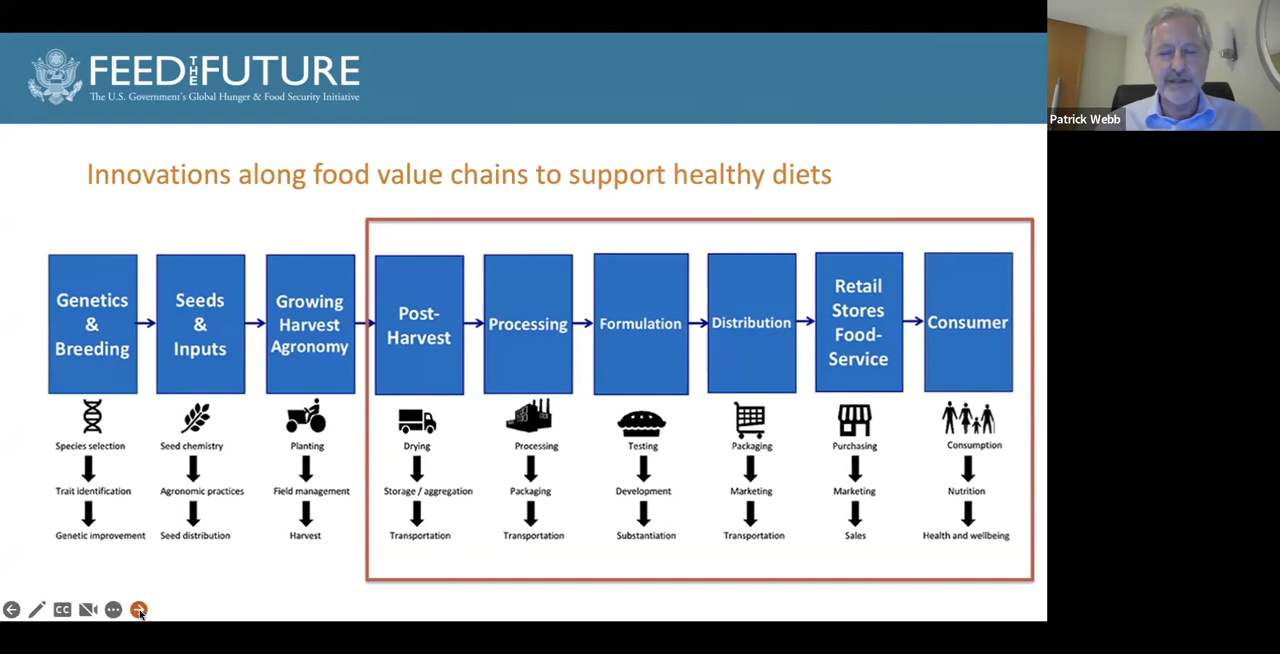 FEED THE FUTURE
The U.S. Government's Global Hunger & Food Security Initiative
Patrick Webb
Innovations along food value chains to support healthy diets
Genetics
&
Breeding
Seeds
&
Inputs
Growing
Harvest
Agronomy
Post-
Harvest
Processing
Formulation
Distribution
Retail
Stores
Food-
Service
Consumer
Species selection
Trait identification
Genetic improvement
Seed chemistry
Agronomic practices
Seed distribution
Planting
Field management
Harvest
Drying
Storage / aggregation
Transportation
Processing
Packaging
Transportation
Testing
Development
Substantiation
Packaging
Marketing
Transportation
Purchasing
Marketing
Sales
Consumption
Nutrition
Health and wellbeing
CC